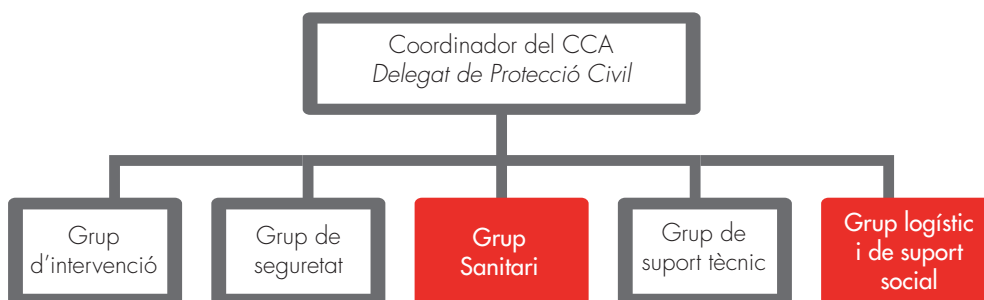 Coordinador del CCA
Delegat de Protecció Civil
Grup
d’intervenció
Grup de
seguretat
Grup
Sanitari
Grup de
suport tècnic
Grup logístic
i de suport
social